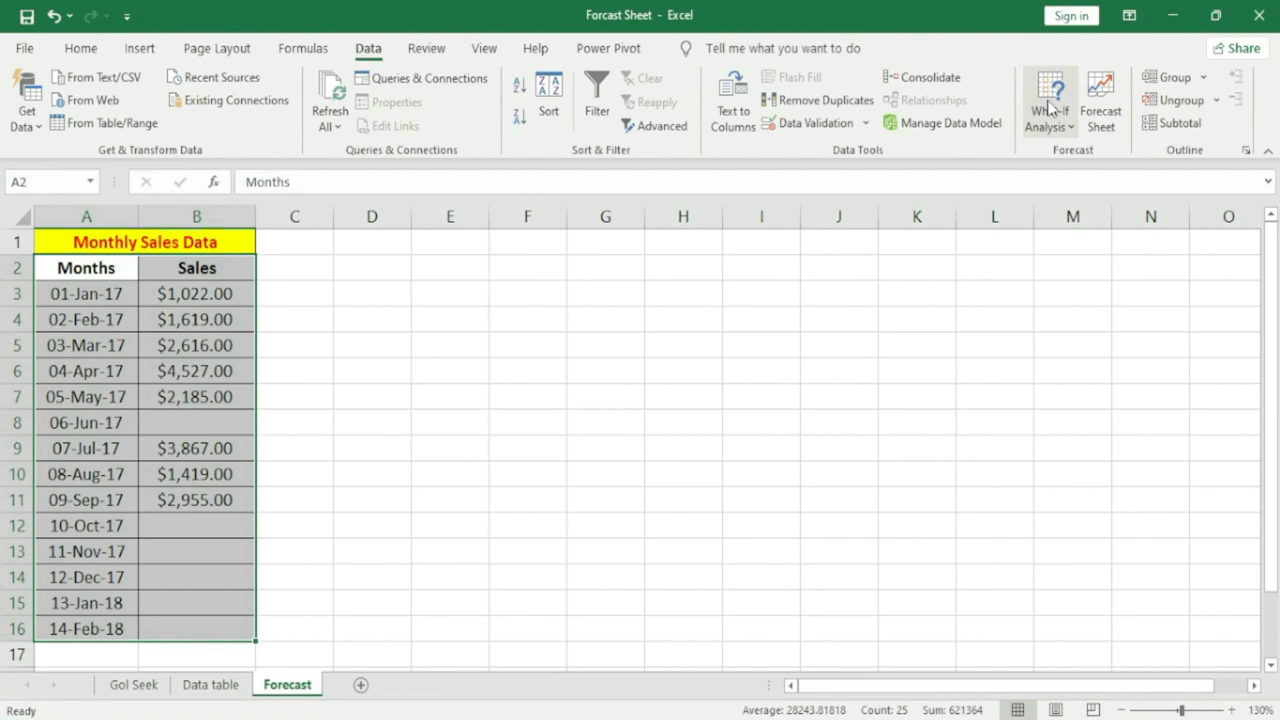 Forcast Sheet - Excel
Sign in
File Home Insert Page Layout Formulas Data Review View Help Power Pivot Tell me what you want to do Share
Get Data
From Text/CSV
From Web
From Table/Range
Recent Sources
Existing Connections
Get & Transform Data
Refresh All
Queries & Connections
Properties
Edit Links
Queries & Connections
Sort
Filter
Clear
Reapply
Advanced
Sort & Filter
Text to Columns
Flash Fill
Remove Duplicates
Data Validation
Consolidate
Relationships
Manage Data Model
Data Tools
What-If Analysis
Forecast Sheet
Forecast
Group
Ungroup
Subtotal
Outline
A2 fx Months
A B C D E F G H I J K L M N O
1 Monthly Sales Data
2 Months Sales
3 01-Jan-17 $1,022.00
4 02-Feb-17 $1,619.00
5 03-Mar-17 $2,616.00
6 04-Apr-17 $4,527.00
7 05-May-17 $2,185.00
8 06-Jun-17
9 07-Jul-17 $3,867.00
10 08-Aug-17 $1,419.00
11 09-Sep-17 $2,955.00
12 10-Oct-17
13 11-Nov-17
14 12-Dec-17
15 13-Jan-18
16 14-Feb-18
17
Gol Seek Data table Forecast
Ready Average: 28243.81818 Count: 25 Sum: 621364 130%